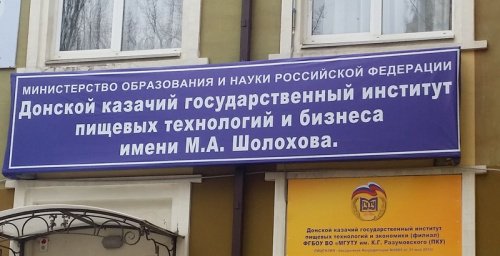 МИНИСТЕРСТВО ОБРАЗОВАНИЯ И НАУКИ РОССИЙСКОЙ ФЕДЕРАЦИИ
Донской казачий государственный институт
пищевых технологий и бизнеса
имени М.А. Шолохова.
Донской казачий государственный институт
пищевых технологий и экономики (филиал)
ФГБОУ ВО «МГУТУ им. К.Г. Разумовского (ПКУ)